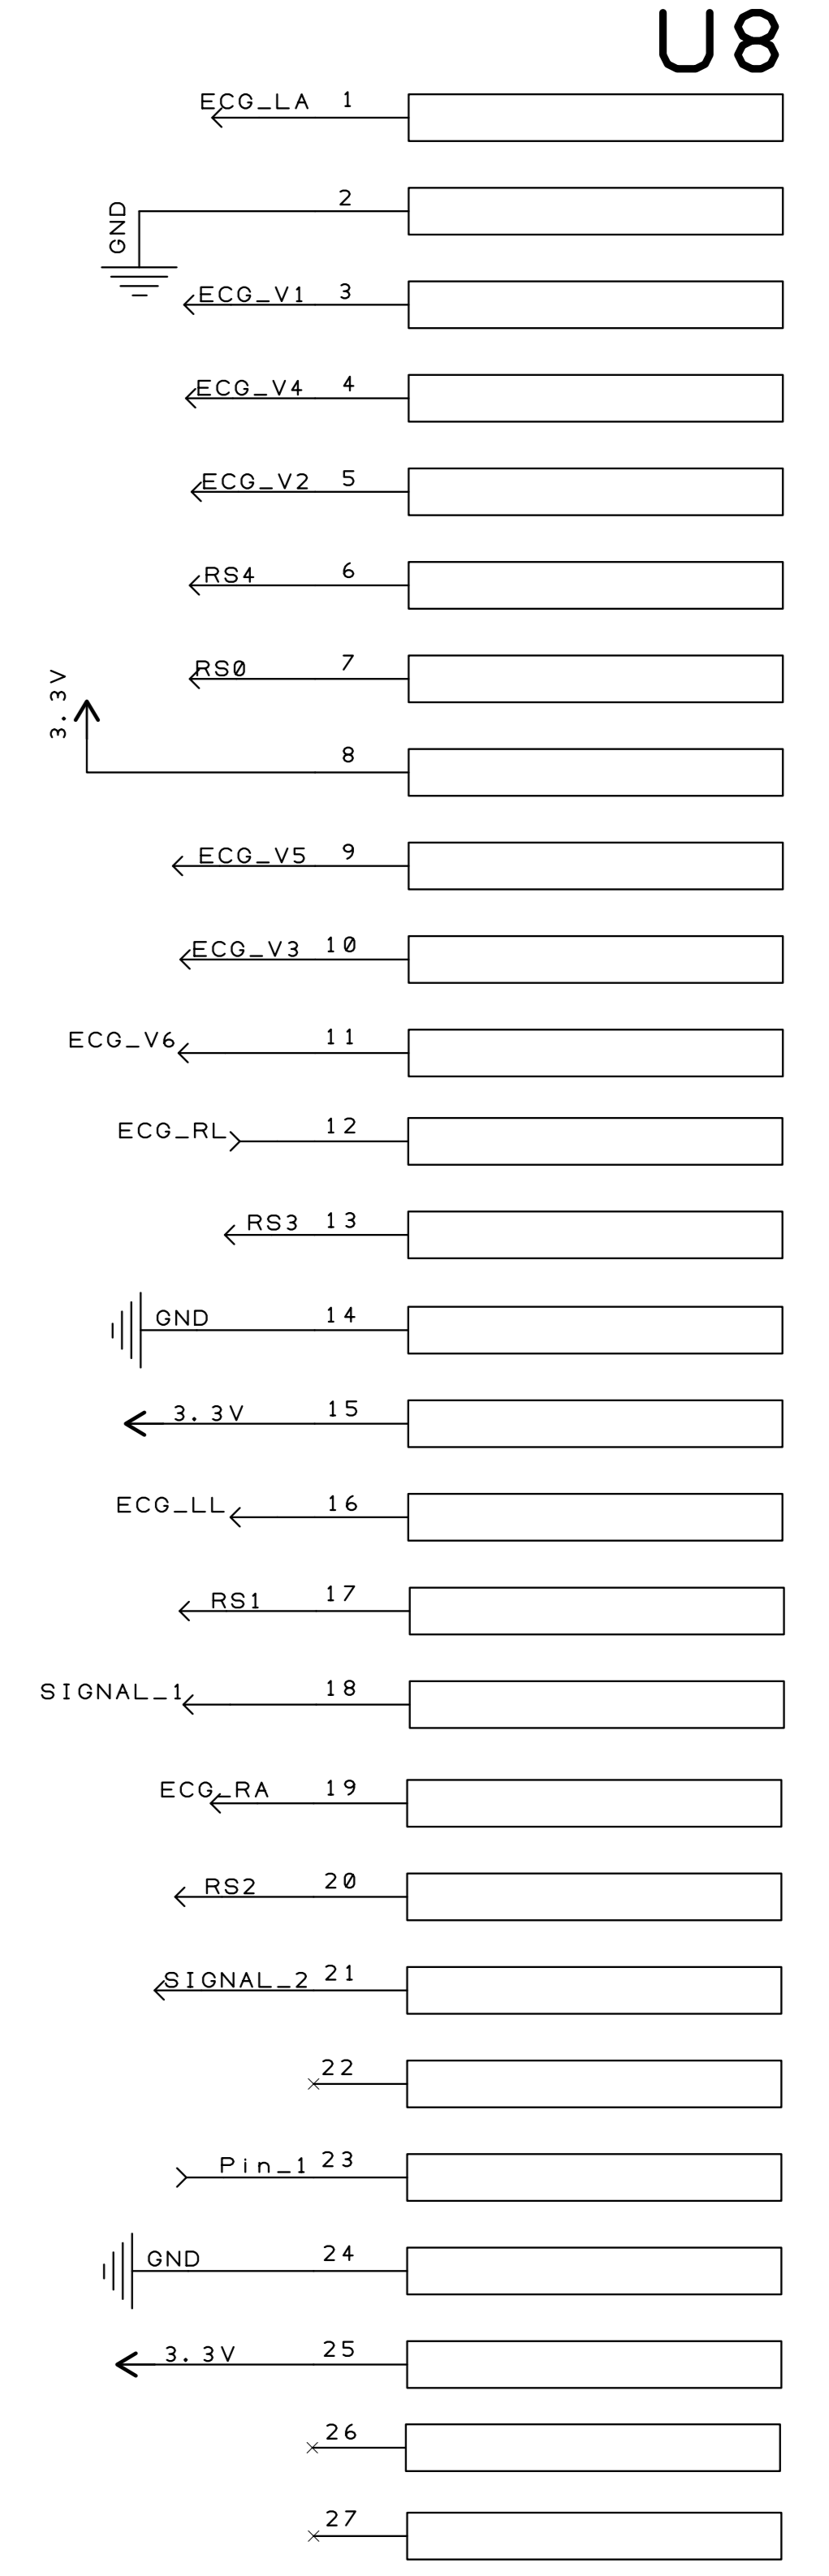 U8
ECG_LA 1
2
GND
ECG_V1 3
ECG_V4 4
ECG_V2 5
RS4 6
RS0 7
3.3V
8
ECG_V5 9
ECG_V3 10
ECG_V6 11
ECG_RL 12
RS3 13
GND 14
3.3V 15
ECG_LL 16
RS1 17
SIGNAL_1 18
ECG_RA 19
RS2 20
SIGNAL_2 21
22
Pin_1 23
GND 24
3.3V 25
26
27